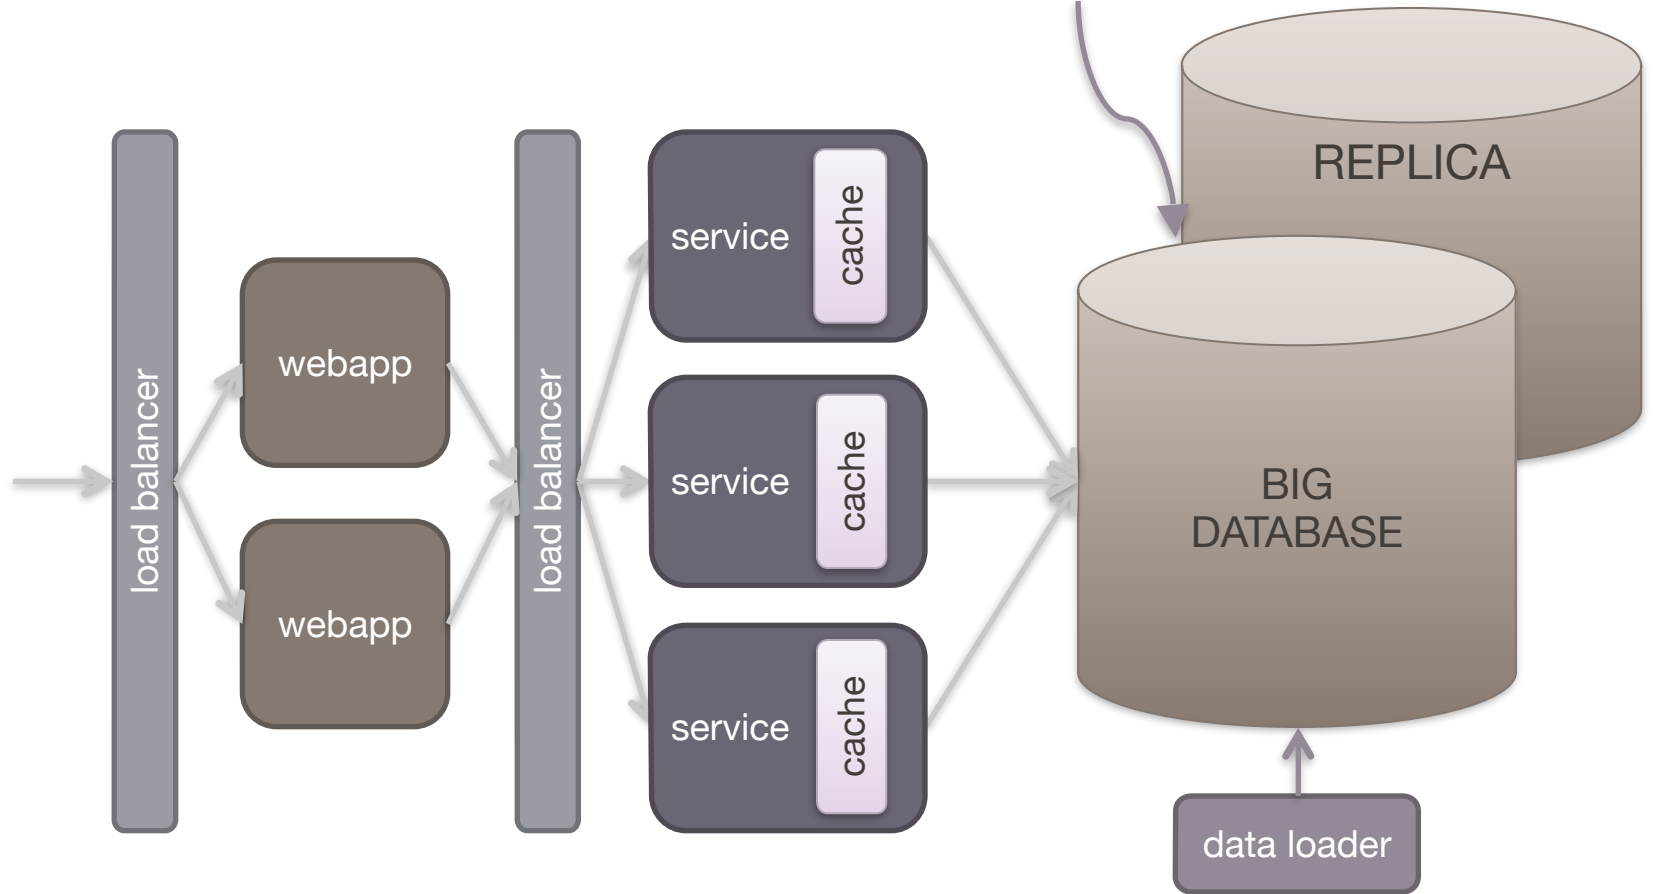 load balancer
webapp
webapp
load balancer
service
cache
service
cache
service
cache
REPLICA
BIG
DATABASE
data loader